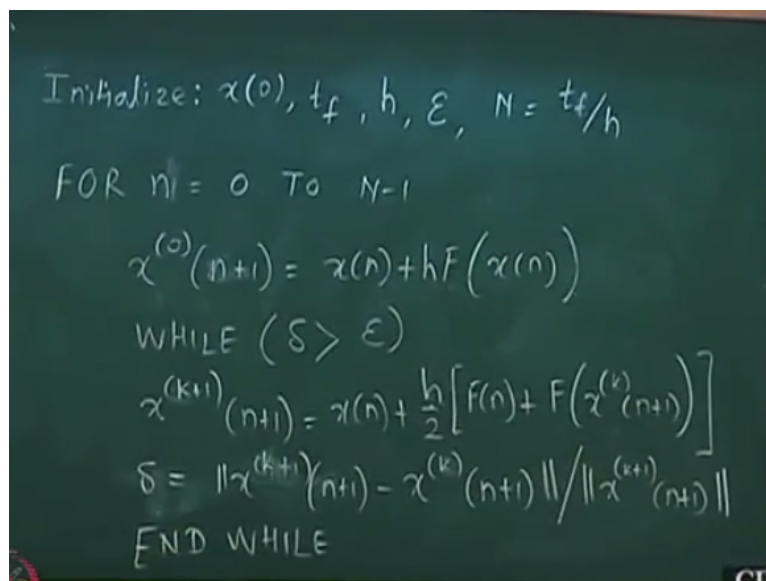 Initialize: x(0), t_f, h, ε, N = t_f/h
FOR n = 0 TO N-1
x^(0)(n+1) = x(n)+hF(x(n))
WHILE (δ > ε)
x^(k+1)(n+1) = x(n) + h/2 [F(n) + F(x^(k)(n+1))]
δ = ||x^(k+1)(n+1) - x^(k)(n+1)|| / ||x^(k+1)(n+1)||
END WHILE